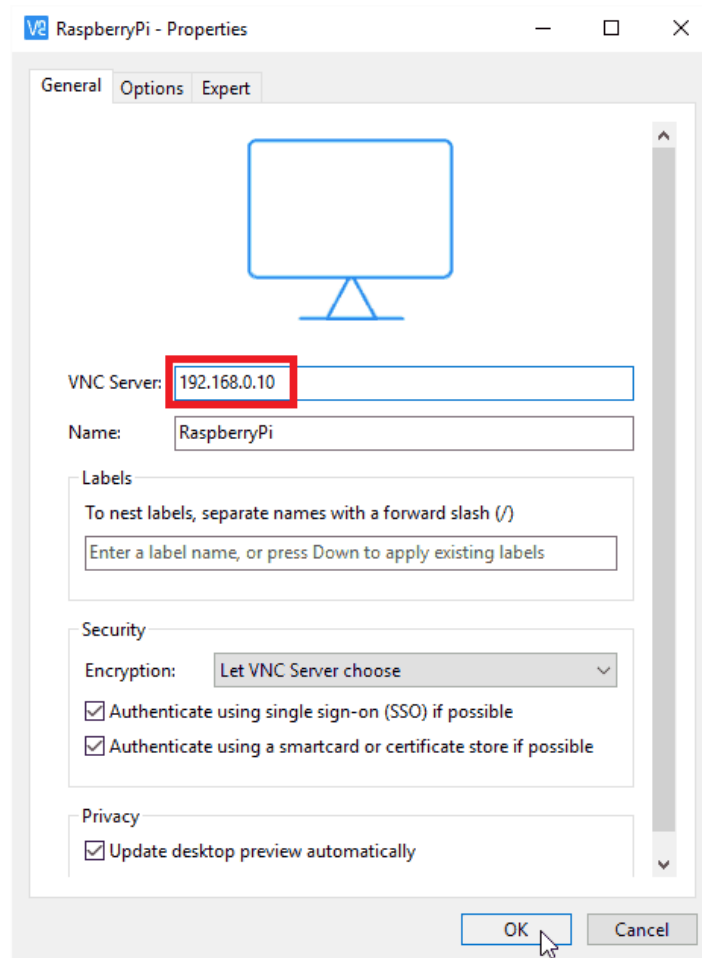 V2 RaspberryPi - Properties
General Options Expert
VNC Server: 192.168.0.10
Name: RaspberryPi
Labels
To nest labels, separate names with a forward slash (/)
Enter a label name, or press Down to apply existing labels
Security
Encryption: Let VNC Server choose
Authenticate using single sign-on (SSO) if possible
Authenticate using a smartcard or certificate store if possible
Privacy
Update desktop preview automatically
OK Cancel